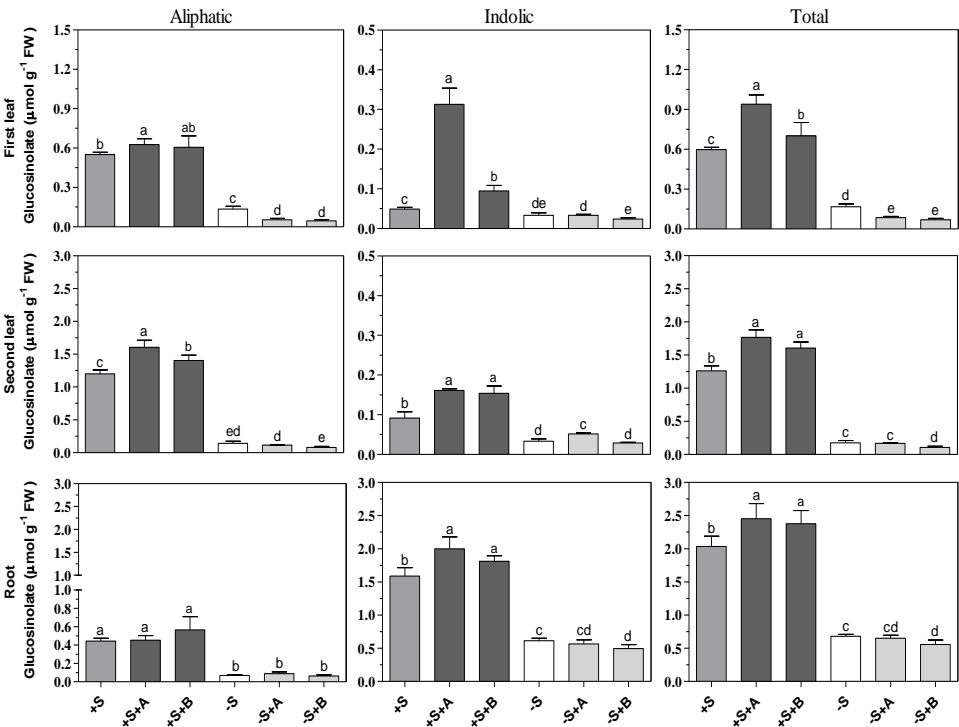 Aliphatic Indolic Total
First leaf
Glucosinolate (µmol g⁻¹ FW)
1.5 1.2 0.9 0.6 0.3 0.0
b a ab c d d
0.5 0.4 0.3 0.2 0.1 0.0
c a b de d e
1.5 1.2 0.9 0.6 0.3 0.0
c a b d e e
Second leaf
Glucosinolate (µmol g⁻¹ FW)
3.0 2.5 2.0 1.5 1.0 0.5 0.0
c a b ed d e
0.5 0.4 0.3 0.2 0.1 0.0
b a a d c d
3.0 2.5 2.0 1.5 1.0 0.5 0.0
b a a c c d
Root
Glucosinolate (µmol g⁻¹ FW)
3.0 2.5 2.0 1.5 1.0 1.0 0.8 0.6 0.4 0.2 0.0
a a a b b b
3.0 2.5 2.0 1.5 1.0 0.5 0.0
b a a c cd d
3.0 2.5 2.0 1.5 1.0 0.5 0.0
b a a c cd d
+S +S+A +S+B -S -S+A -S+B
+S +S+A +S+B -S -S+A -S+B
+S +S+A +S+B -S -S+A -S+B